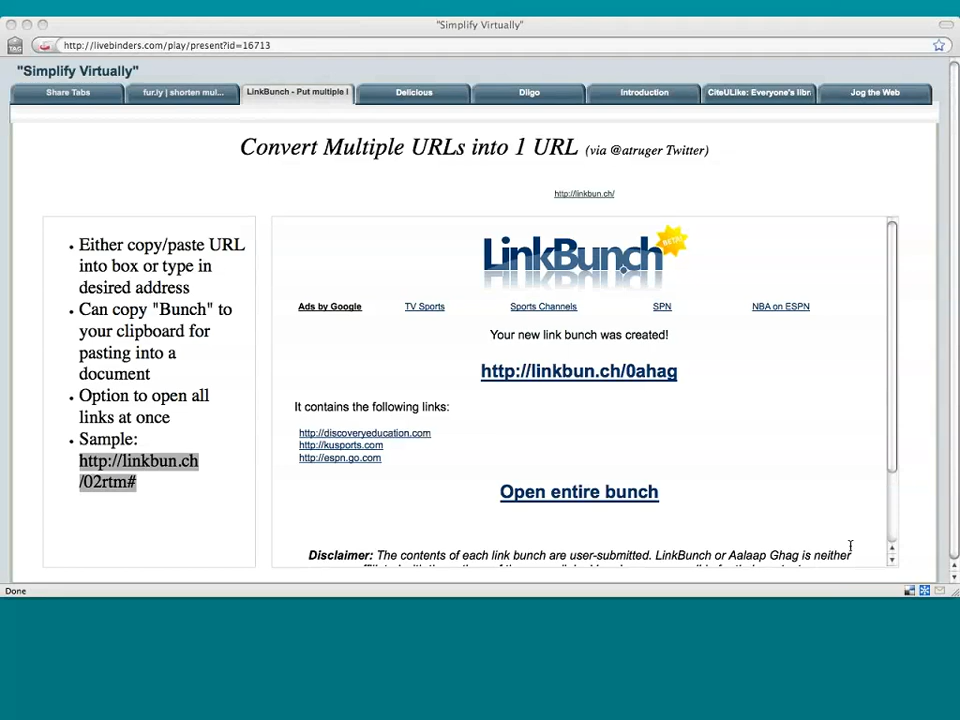 "Simplify Virtually"
TAG
http://livebinders.com/play/present?id=16713
"Simplify Virtually"
Share Tabs
fur.ly | shorten mul...
LinkBunch - Put multiple l
Delicious
Diigo
Introduction
CiteULike: Everyone's libr
Jog the Web
Convert Multiple URLs into 1 URL (via @atruger Twitter)
http://linkbun.ch/
• Either copy/paste URL
into box or type in
desired address
• Can copy "Bunch" to
your clipboard for
pasting into a
document
• Option to open all
links at once
• Sample:
http://linkbun.ch
/02rtm#
LinkBunch
BETA!
Ads by Google
TV Sports
Sports Channels
SPN
NBA on ESPN
Your new link bunch was created!
http://linkbun.ch/0ahag
It contains the following links:
http://discoveryeducation.com
http://kusports.com
http://espn.go.com
Open entire bunch
Disclaimer: The contents of each link bunch are user-submitted. LinkBunch or Aalaap Ghag is neither
Done